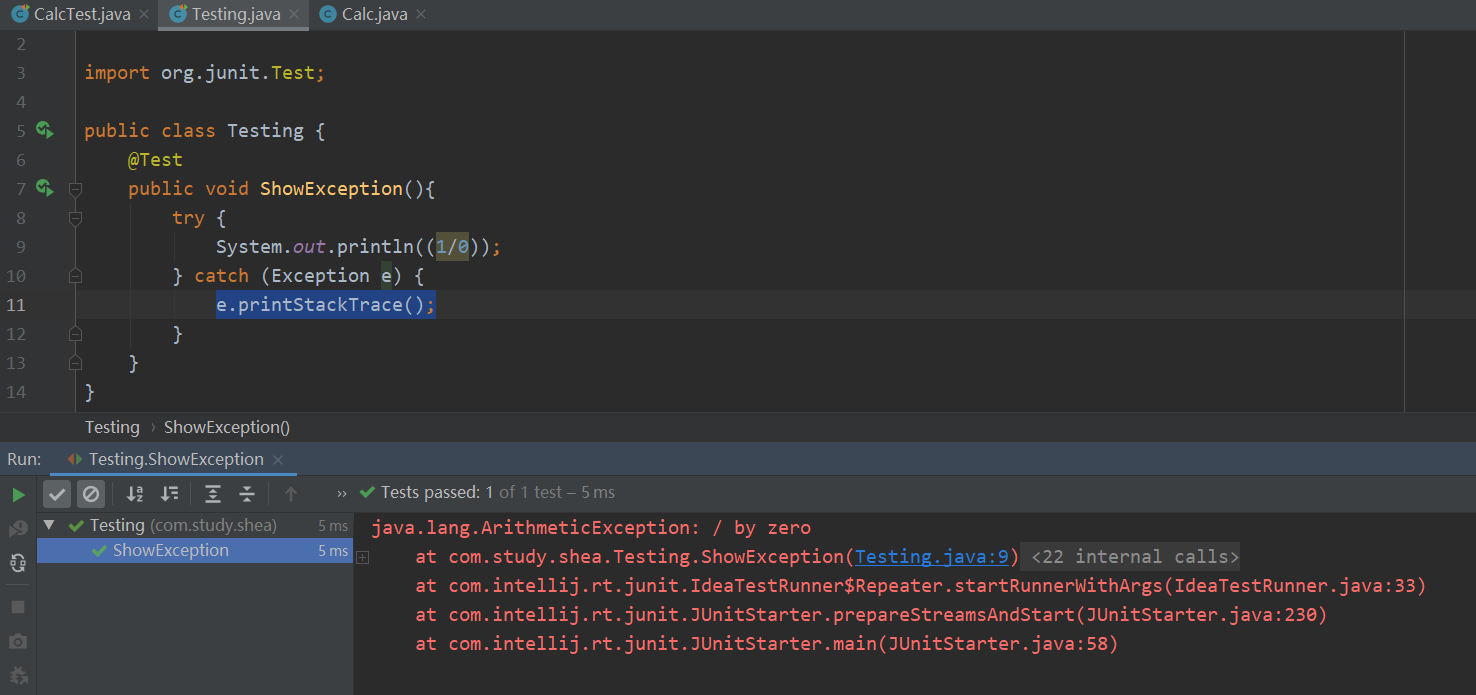 CalcTest.java Testing.java Calc.java
2
3 import org.junit.Test;
4
5 public class Testing {
6 @Test
7 public void ShowException(){
8 try {
9 System.out.println((1/0));
10 } catch (Exception e) {
11 e.printStackTrace();
12 }
13 }
14 }
Testing › ShowException()
Run: Testing.ShowException
» Tests passed: 1 of 1 test – 5 ms
Testing (com.study.shea) 5 ms
ShowException 5 ms
java.lang.ArithmeticException: / by zero
at com.study.shea.Testing.ShowException(Testing.java:9) <22 internal calls>
at com.intellij.rt.junit.IdeaTestRunner$Repeater.startRunnerWithArgs(IdeaTestRunner.java:33)
at com.intellij.rt.junit.JUnitStarter.prepareStreamsAndStart(JUnitStarter.java:230)
at com.intellij.rt.junit.JUnitStarter.main(JUnitStarter.java:58)